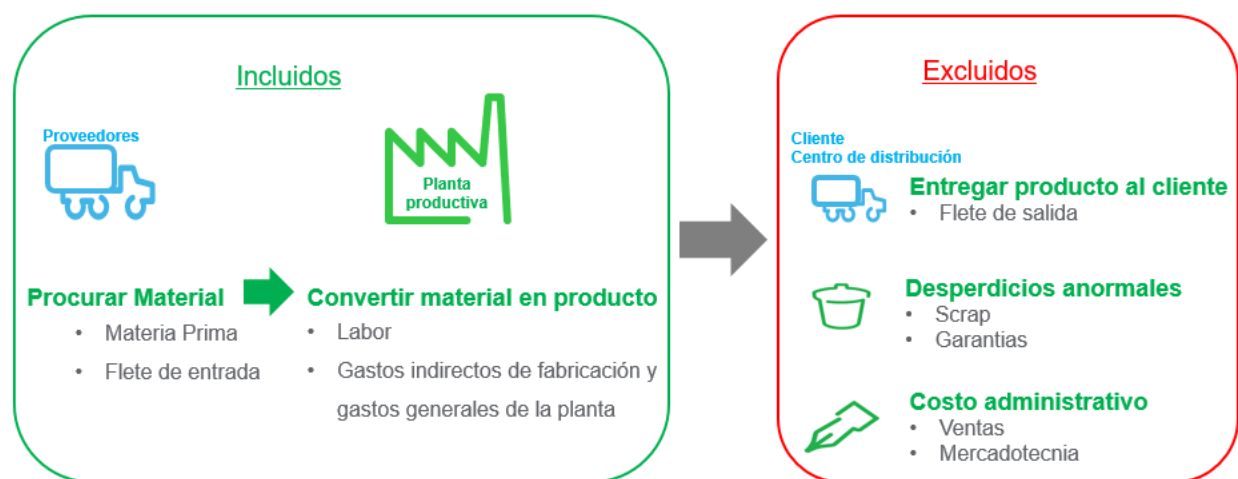 Incluidos
Proveedores
Planta
productiva
Procurar Material
• Materia Prima
• Flete de entrada
Convertir material en producto
• Labor
• Gastos indirectos de fabricación y
gastos generales de la planta
Excluidos
Cliente
Centro de distribución
Entregar producto al cliente
• Flete de salida
Desperdicios anormales
• Scrap
• Garantias
Costo administrativo
• Ventas
• Mercadotecnia